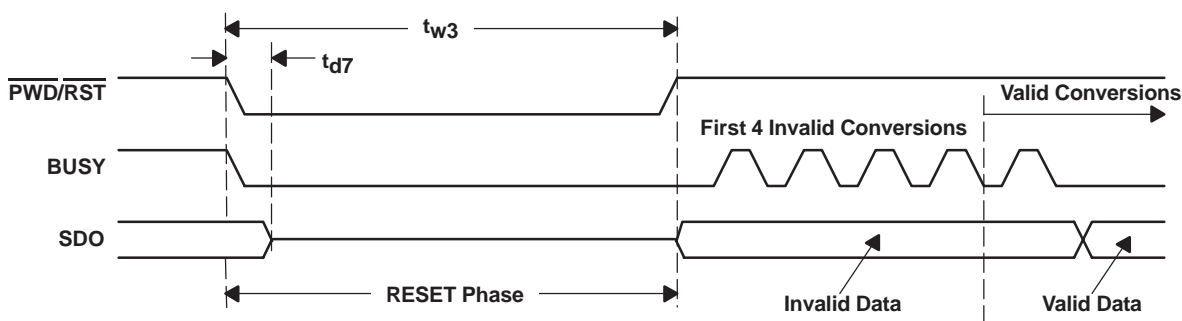 tw3
td7
PWD/RST
Valid Conversions
First 4 Invalid Conversions
BUSY
SDO
RESET Phase
Invalid Data
Valid Data